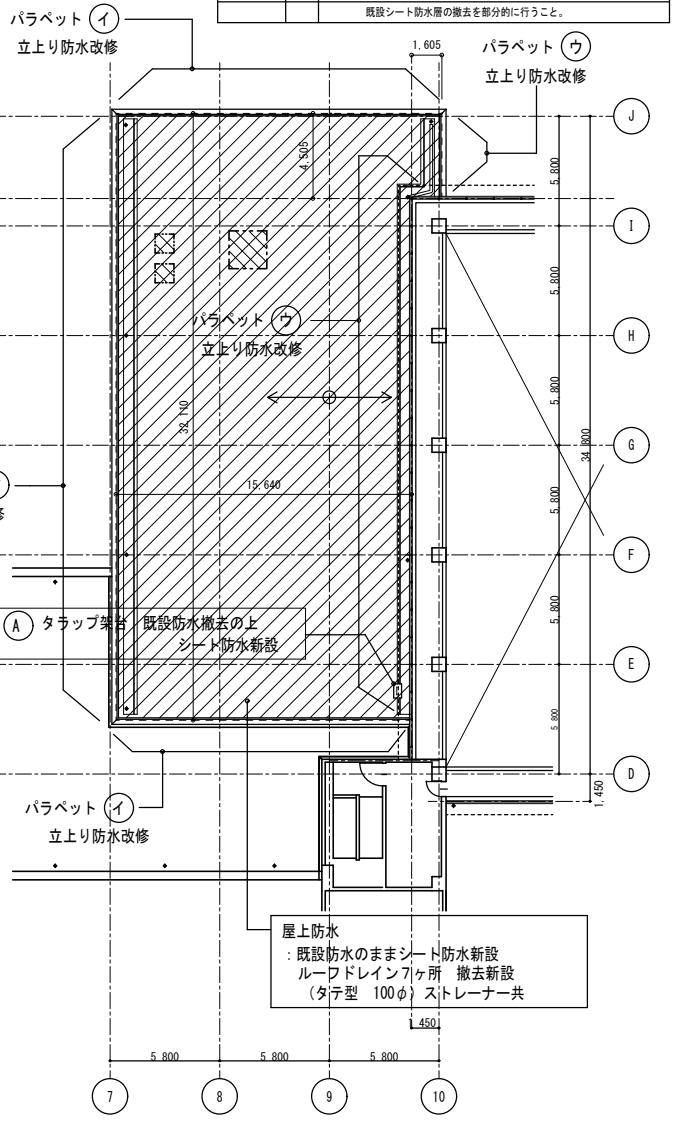 既設シート防水層の撤去を部分的に行うこと。
パラペット イ
立上り防水改修
1,605
パラペット ウ
立上り防水改修
J
4,505
5,800
I
5,800
パラペット ウ
立上り防水改修
H
5,800
32,110
G
34,800
15,640
5,800
修
F
A タラップ架台 既設防水撤去の上
シート防水新設
5,800
E
5,800
D
1,450
パラペット イ
立上り防水改修
屋上防水
：既設防水のままシート防水新設
ルーフドレイン7ヶ所 撤去新設
（タテ型 100φ）ストレーナー共
1,450
5,800
5,800
5,800
7
8
9
10